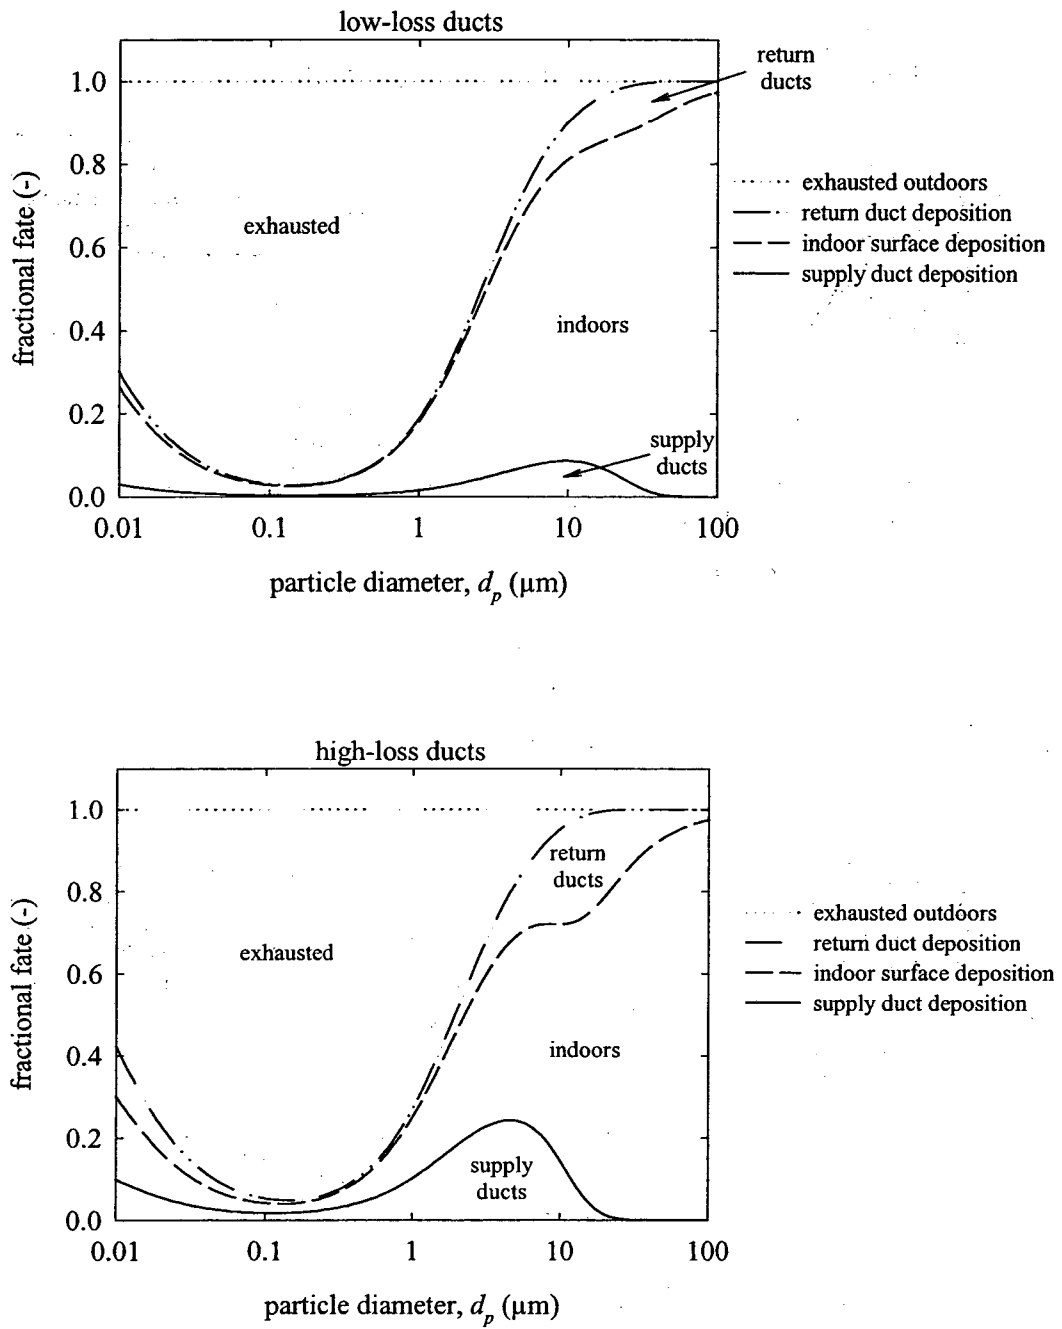 low-loss ducts
return
ducts
1.0
0.8
0.6
0.4
0.2
0.0
fractional fate (-)
exhausted
indoors
supply
ducts
exhausted outdoors
return duct deposition
indoor surface deposition
supply duct deposition
0.01 0.1 1 10 100
particle diameter, dp (µm)
high-loss ducts
1.0
0.8
0.6
0.4
0.2
0.0
fractional fate (-)
return
ducts
exhausted
indoors
supply
ducts
exhausted outdoors
return duct deposition
indoor surface deposition
supply duct deposition
0.01 0.1 1 10 100
particle diameter, dp (µm)